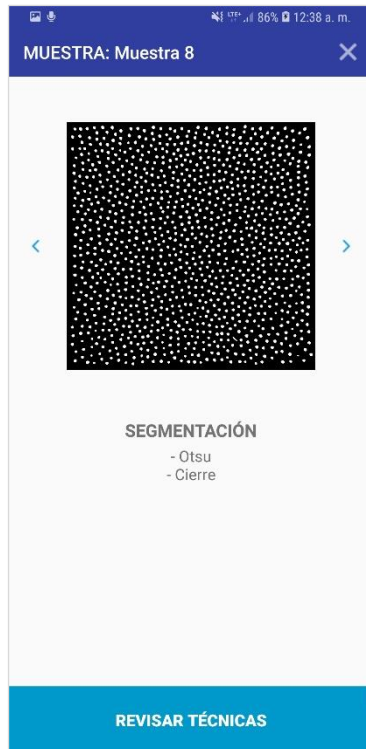 86% 12:38 a. m.
MUESTRA: Muestra 8
SEGMENTACIÓN
- Otsu
- Cierre
REVISAR TÉCNICAS